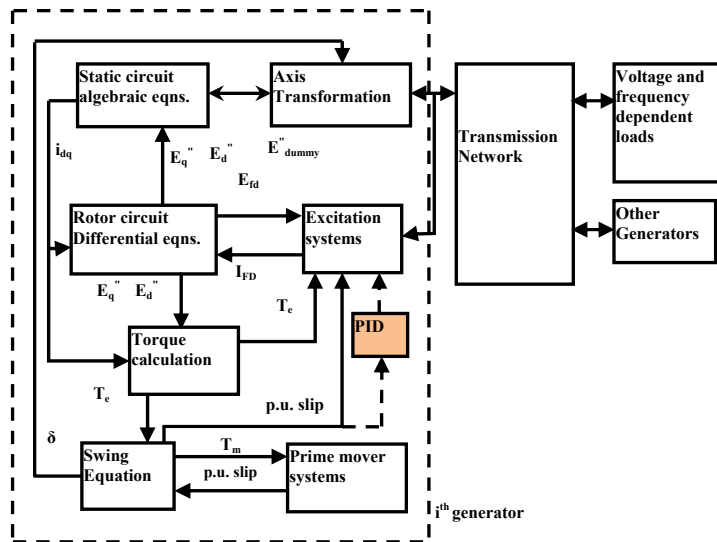 Static circuit
algebraic eqns.
Axis
Transformation
Transmission
Network
Voltage and
frequency
dependent
loads
i_dq
E_q" E_d" E"_dummy
E_fd
Rotor circuit
Differential eqns.
Excitation
systems
Other
Generators
I_FD
E_q" E_d"
T_e
Torque
calculation
PID
T_e
p.u. slip
δ
Swing
Equation
T_m
p.u. slip
Prime mover
systems
i^th generator